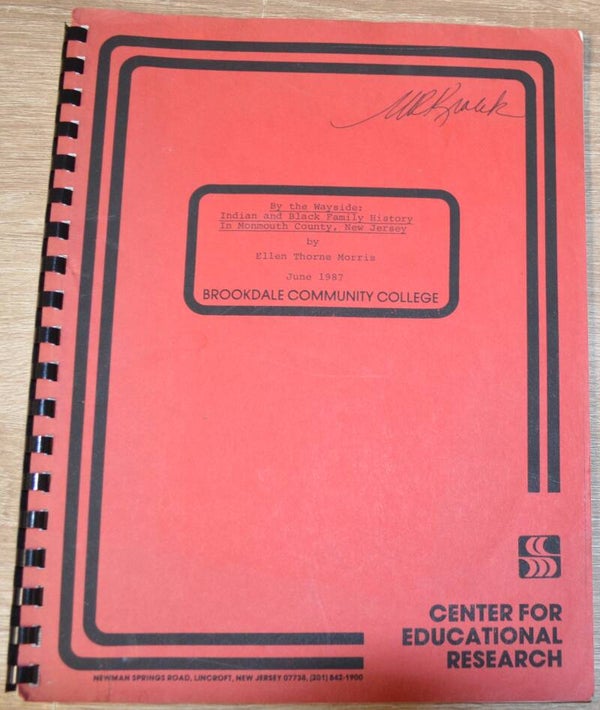 By the Wayside:
Indian and Black Family History
In Monmouth County, New Jersey
by
Ellen Thorne Morris
June 1987
BROOKDALE COMMUNITY COLLEGE
CENTER FOR
EDUCATIONAL
RESEARCH
NEWMAN SPRINGS ROAD, LINCROFT, NEW JERSEY 07738, (201) 842-1900